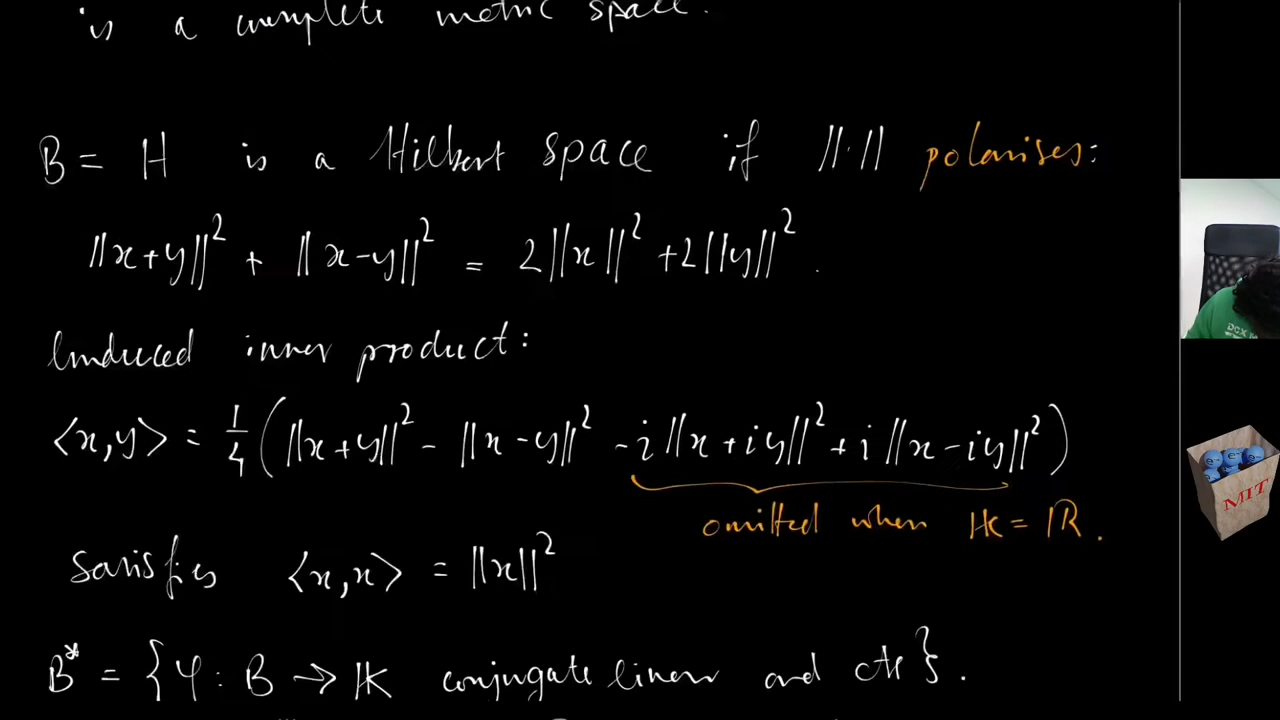 is a complete metric space.
B = H is a Hilbert space if ||·|| polarises:
||x+y||² + ||x-y||² = 2||x||² + 2||y||².
Induced inner product:
<x,y> = 1/4 (||x+y||² - ||x-y||² - i||x+iy||² + i||x-iy||²)
omitted when 𝕂 = ℝ.
satisfies <x,x> = ||x||²
B* = {φ : B → 𝕂 conjugate linear and cts}.
MIT